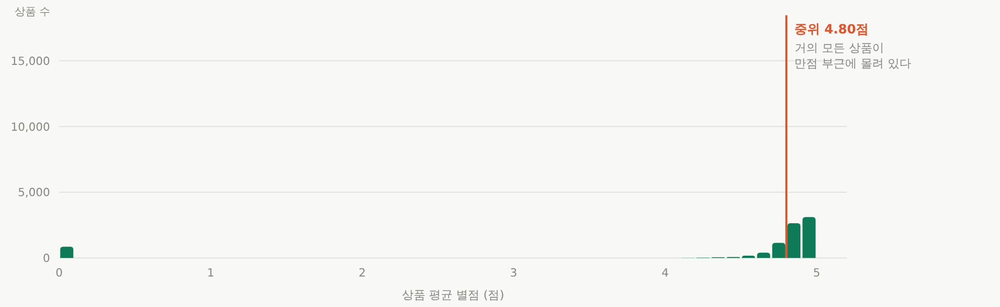 상품 수
중위 4.80점
거의 모든 상품이
만점 부근에 몰려 있다
15,000
10,000
5,000
0
0 1 2 3 4 5
상품 평균 별점 (점)